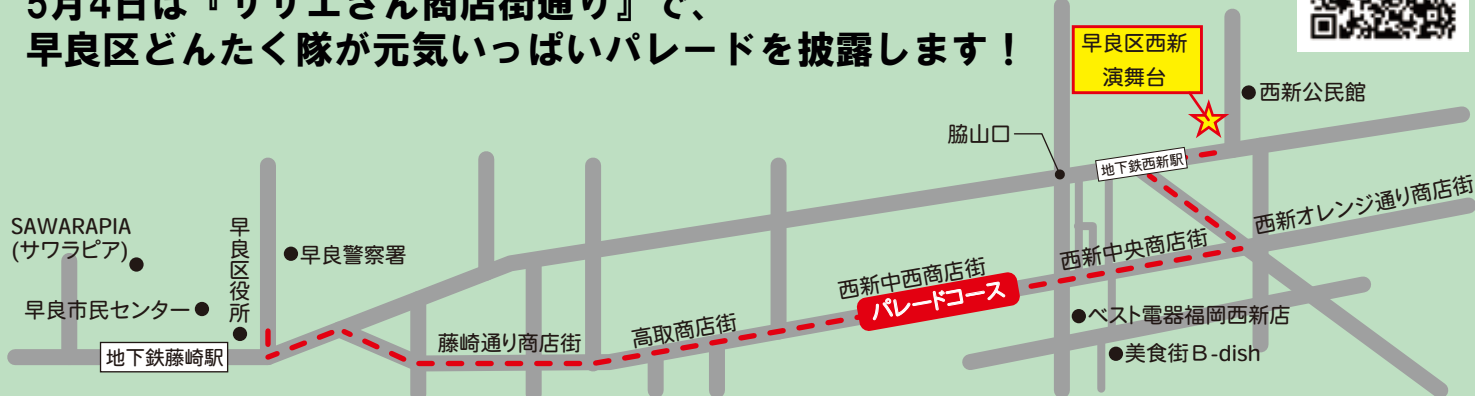 5月4日は『サザエさん商店街通り』で、
早良区どんたく隊が元気いっぱいパレードを披露します！
早良区西新
演舞台
西新公民館
脇山口
地下鉄西新駅
西新オレンジ通り商店街
西新中央商店街
西新中西商店街
パレードコース
SAWARAPIA
(サワラピア)
早良区役所
早良警察署
早良市民センター
地下鉄藤崎駅
藤崎通り商店街
高取商店街
ベスト電器福岡西新店
美食街B-dish